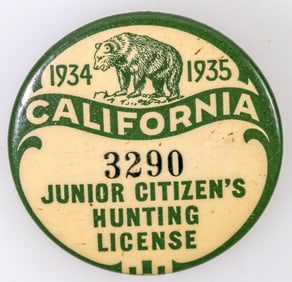 1934 1935
CALIFORNIA
3290
JUNIOR CITIZEN'S
HUNTING
LICENSE